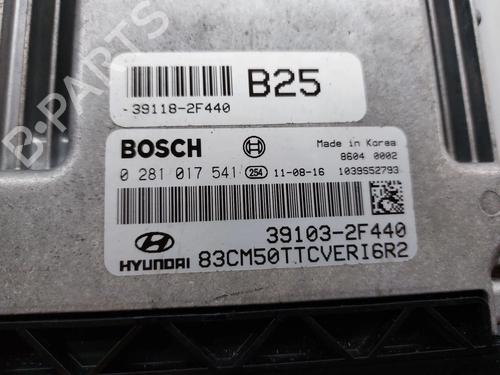 B25
39118-2F440
BOSCH
Made in Korea
8604 0002
0 281 017 541 254 11-08-16 1039S52793
39103-2F440
HYUNDAI 83CM50TTCVERI6R2
B-PARTS